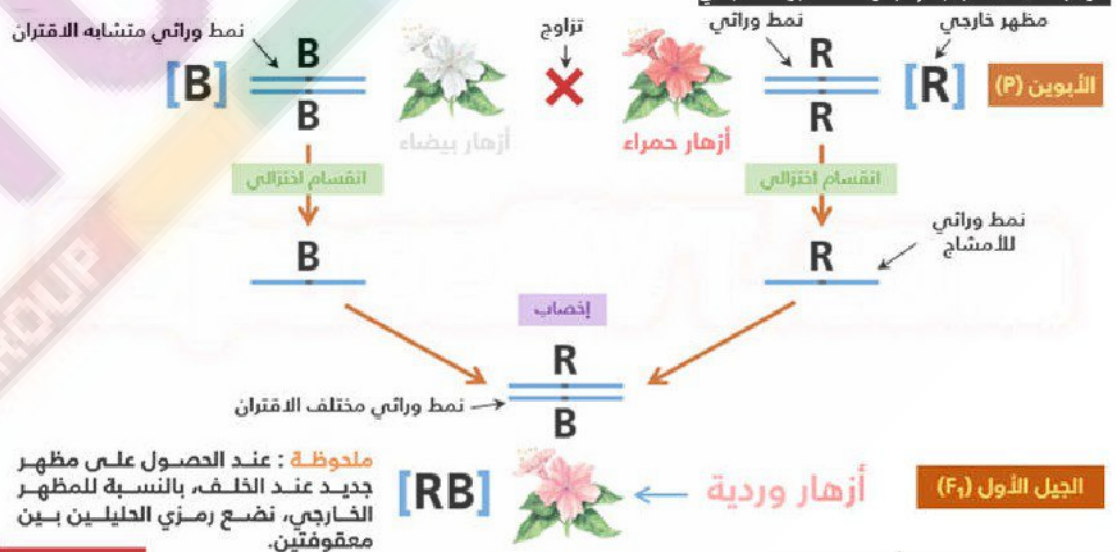 مظهر خارجي
نمط وراثي
تزاوج
نمط وراثي متشابه الاقتران
الأبوين (P)
[R]
R
R
B
B
[B]
أزهار حمراء
أزهار بيضاء
انقسام اختزالي
انقسام اختزالي
نمط وراثي
للأمشاج
R
B
إخصاب
R
B
نمط وراثي مختلف الاقتران
الجيل الأول (F₁)
أزهار وردية
[RB]
ملحوظة : عند الحصول على مظهر
جديد عند الخلف، بالنسبة للمظهر
الخارجي، نضع رمزي الحليلين بين
معقوفتين.
ROUP